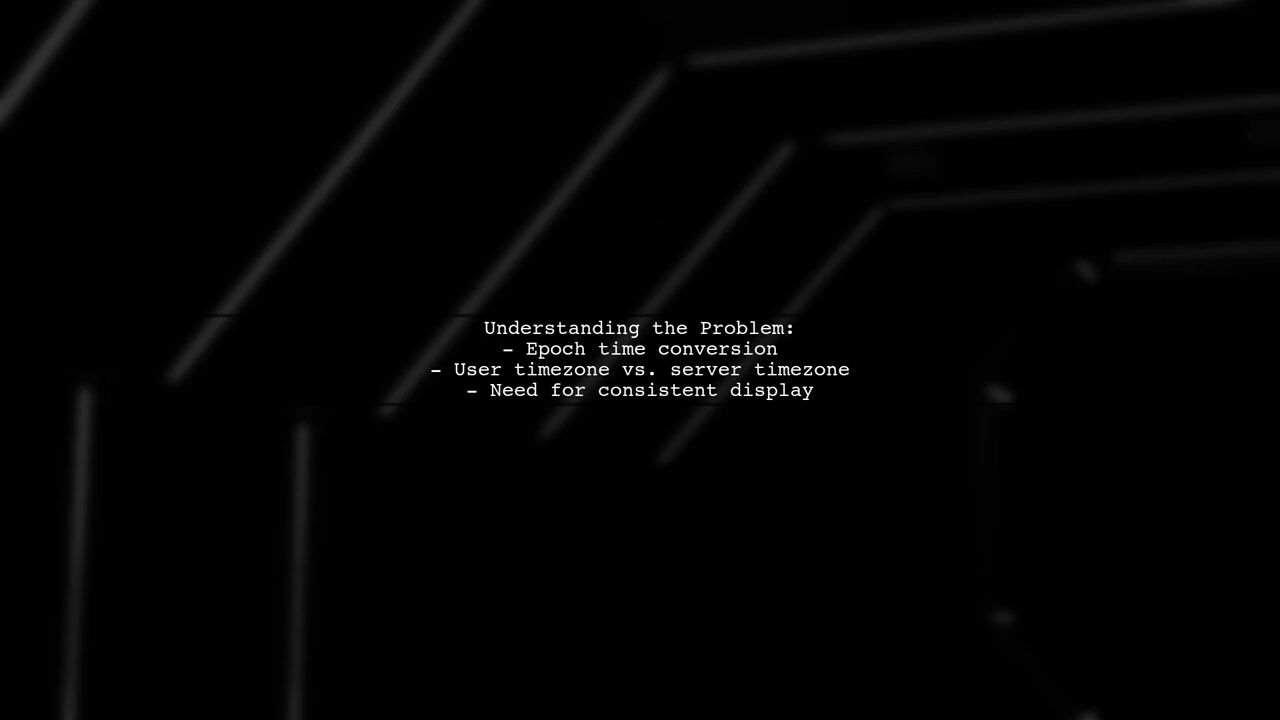 Understanding the Problem:
- Epoch time conversion
- User timezone vs. server timezone
- Need for consistent display